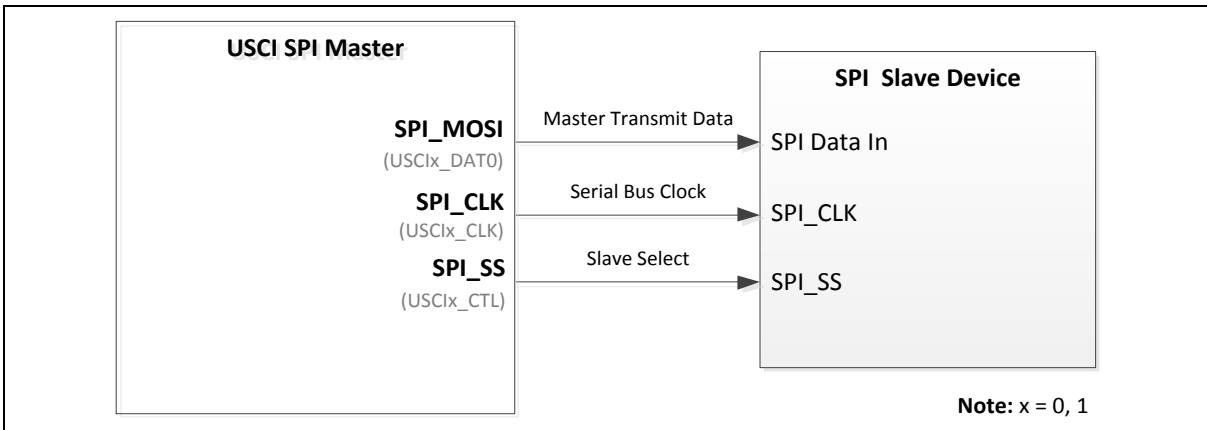 USCI SPI Master
SPI Slave Device
SPI_MOSI
(USCIx_DAT0)
Master Transmit Data
SPI Data In
SPI_CLK
(USCIx_CLK)
Serial Bus Clock
SPI_CLK
SPI_SS
(USCIx_CTL)
Slave Select
SPI_SS
Note: x = 0, 1